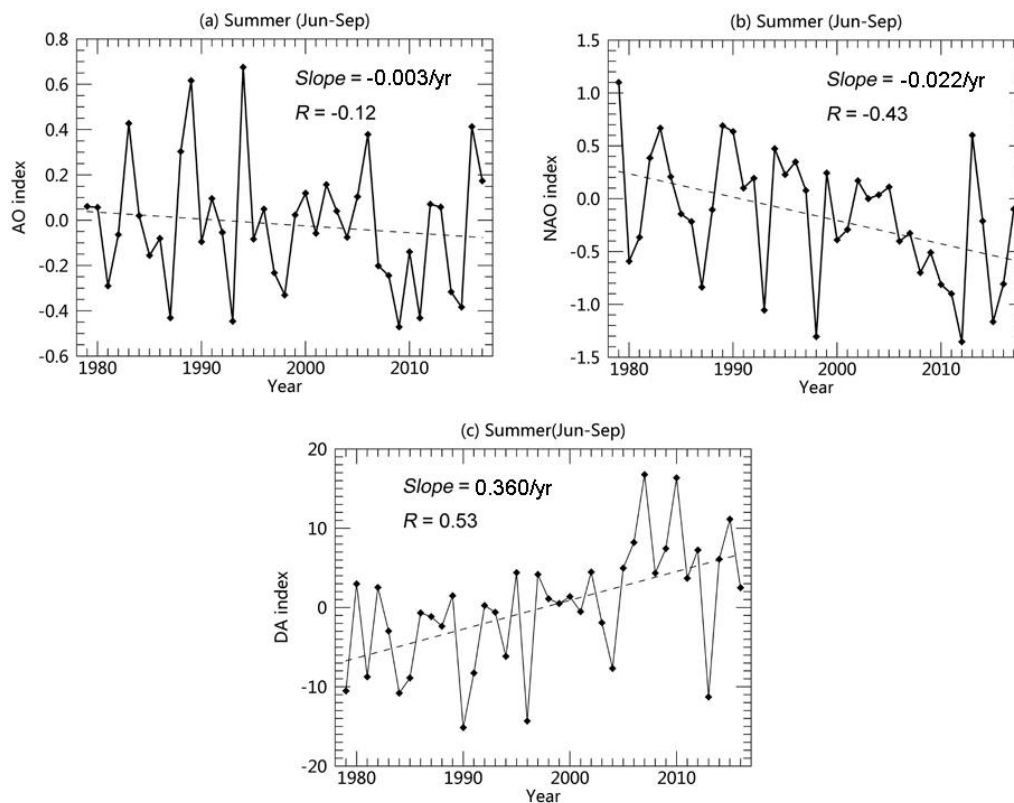 (a) Summer (Jun-Sep)
0.8
0.6
0.4
0.2
0.0
-0.2
-0.4
-0.6
AO index
Slope = -0.003/yr
R = -0.12
1980 1990 2000 2010
Year
(b) Summer (Jun-Sep)
1.5
1.0
0.5
0.0
-0.5
-1.0
-1.5
NAO index
Slope = -0.022/yr
R = -0.43
1980 1990 2000 2010
Year
(c) Summer(Jun-Sep)
20
10
0
-10
-20
DA index
Slope = 0.360/yr
R = 0.53
1980 1990 2000 2010
Year